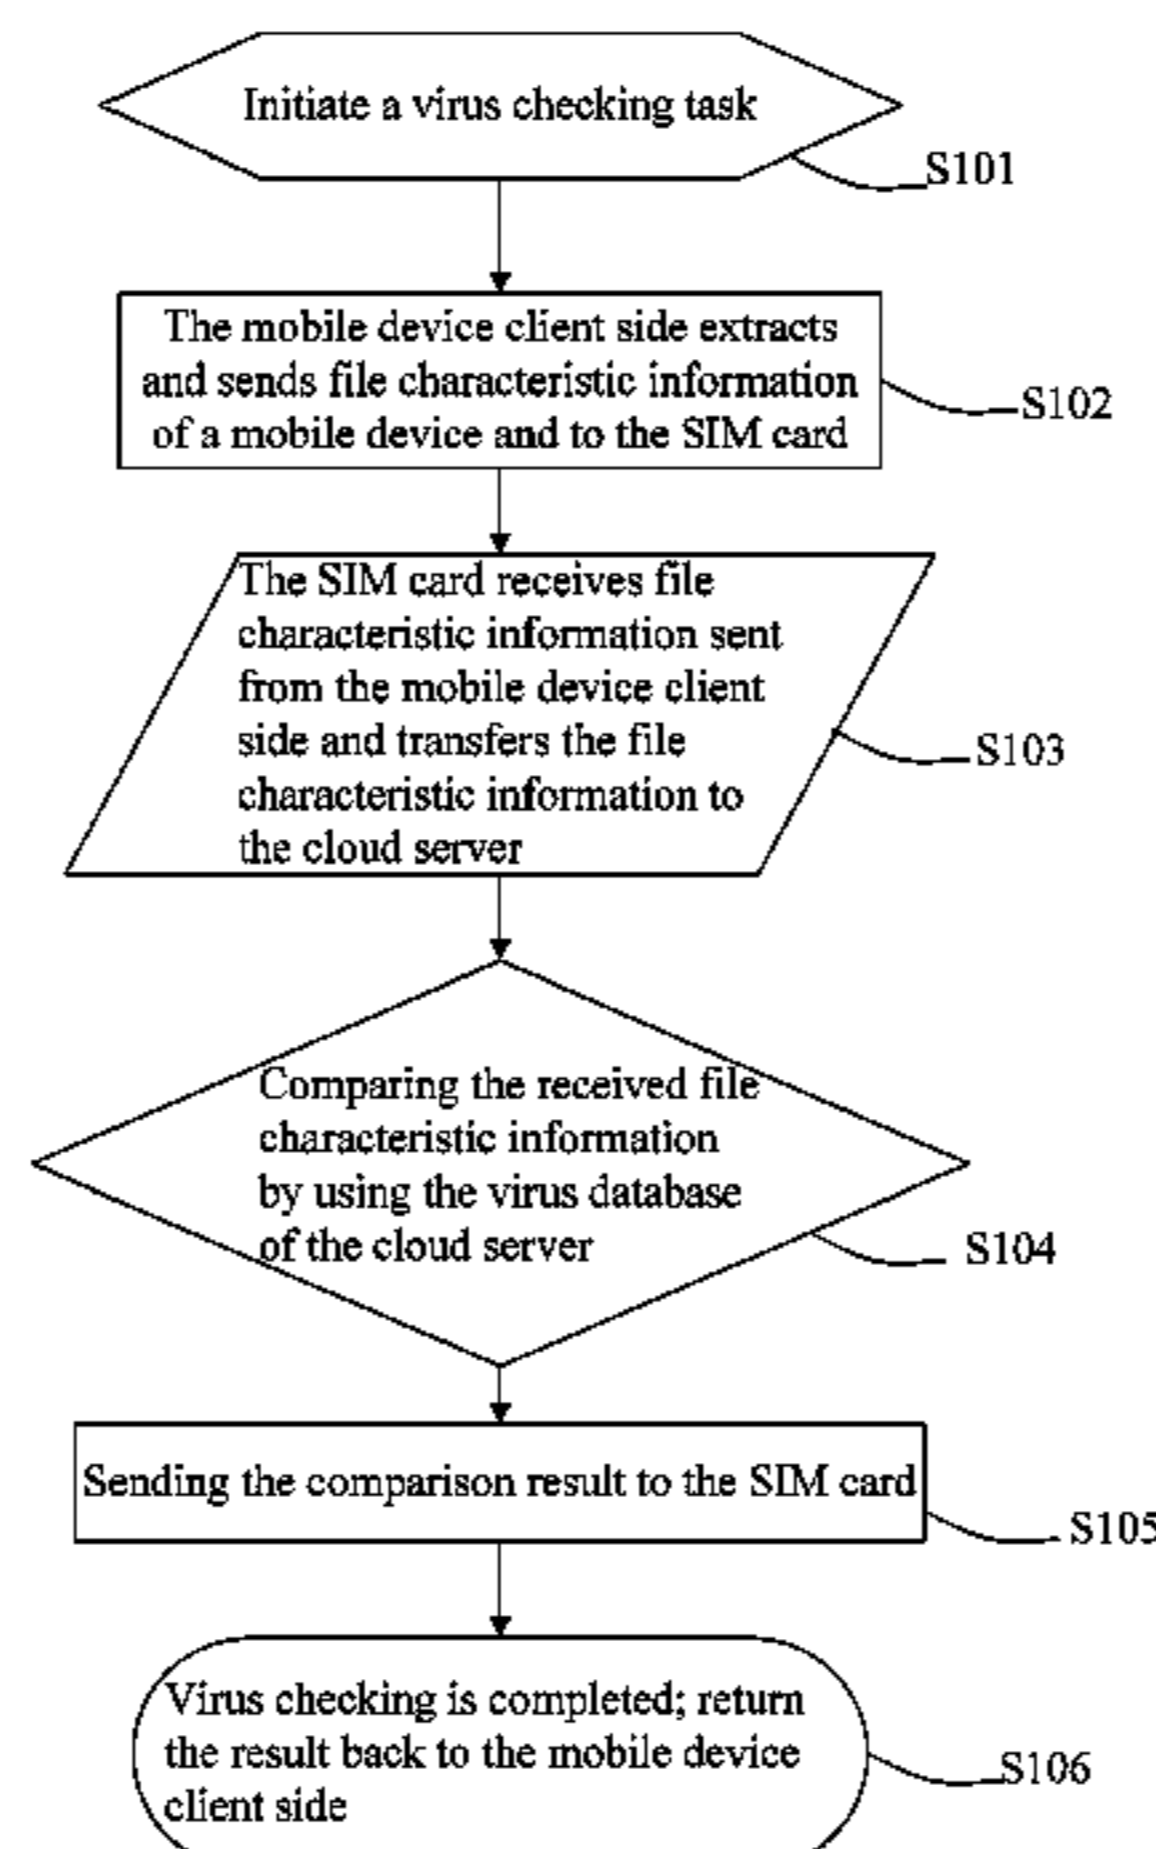 Initiate a virus checking task
S101
The mobile device client side extracts
and sends file characteristic information
of a mobile device and to the SIM card
S102
The SIM card receives file
characteristic information sent
from the mobile device client
side and transfers the file
characteristic information to
the cloud server
S103
Comparing the received file
characteristic information
by using the virus database
of the cloud server
S104
Sending the comparison result to the SIM card
S105
Virus checking is completed; return
the result back to the mobile device
client side
S106